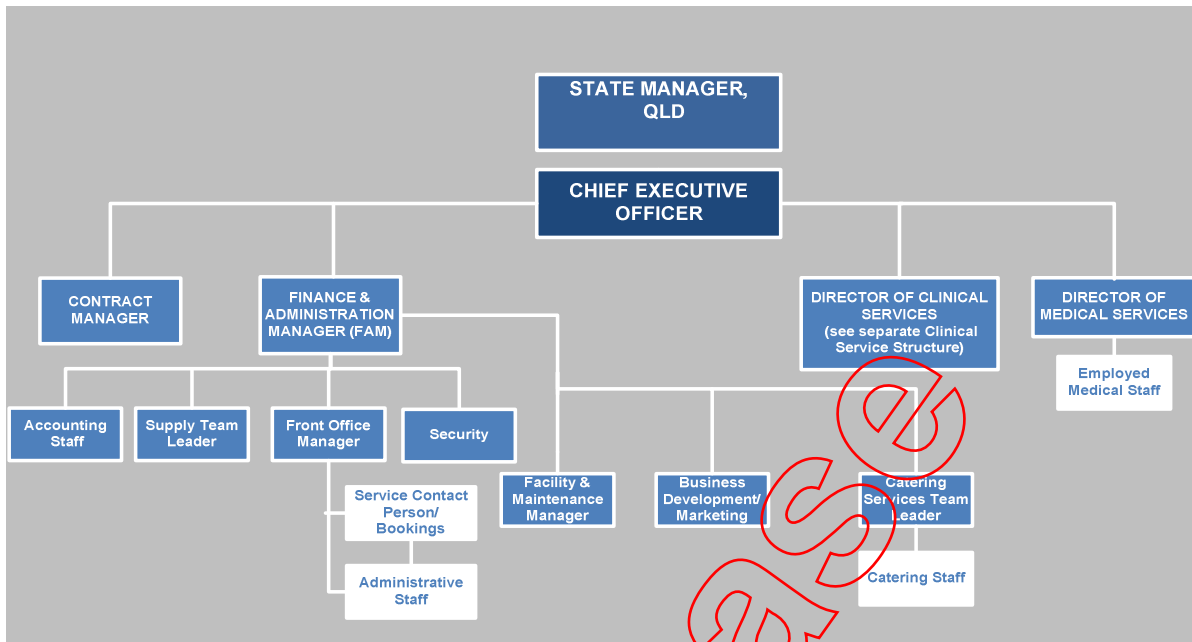 STATE MANAGER,
QLD
CHIEF EXECUTIVE
OFFICER
CONTRACT
MANAGER
FINANCE &
ADMINISTRATION
MANAGER (FAM)
DIRECTOR OF CLINICAL
SERVICES
(see separate Clinical
Service Structure)
DIRECTOR OF
MEDICAL SERVICES
Employed
Medical Staff
Accounting
Staff
Supply Team
Leader
Front Office
Manager
Security
Facility &
Maintenance
Manager
Business
Development/
Marketing
Catering
Services Team
Leader
Service Contact
Person/
Bookings
Administrative
Staff
Catering Staff
ase